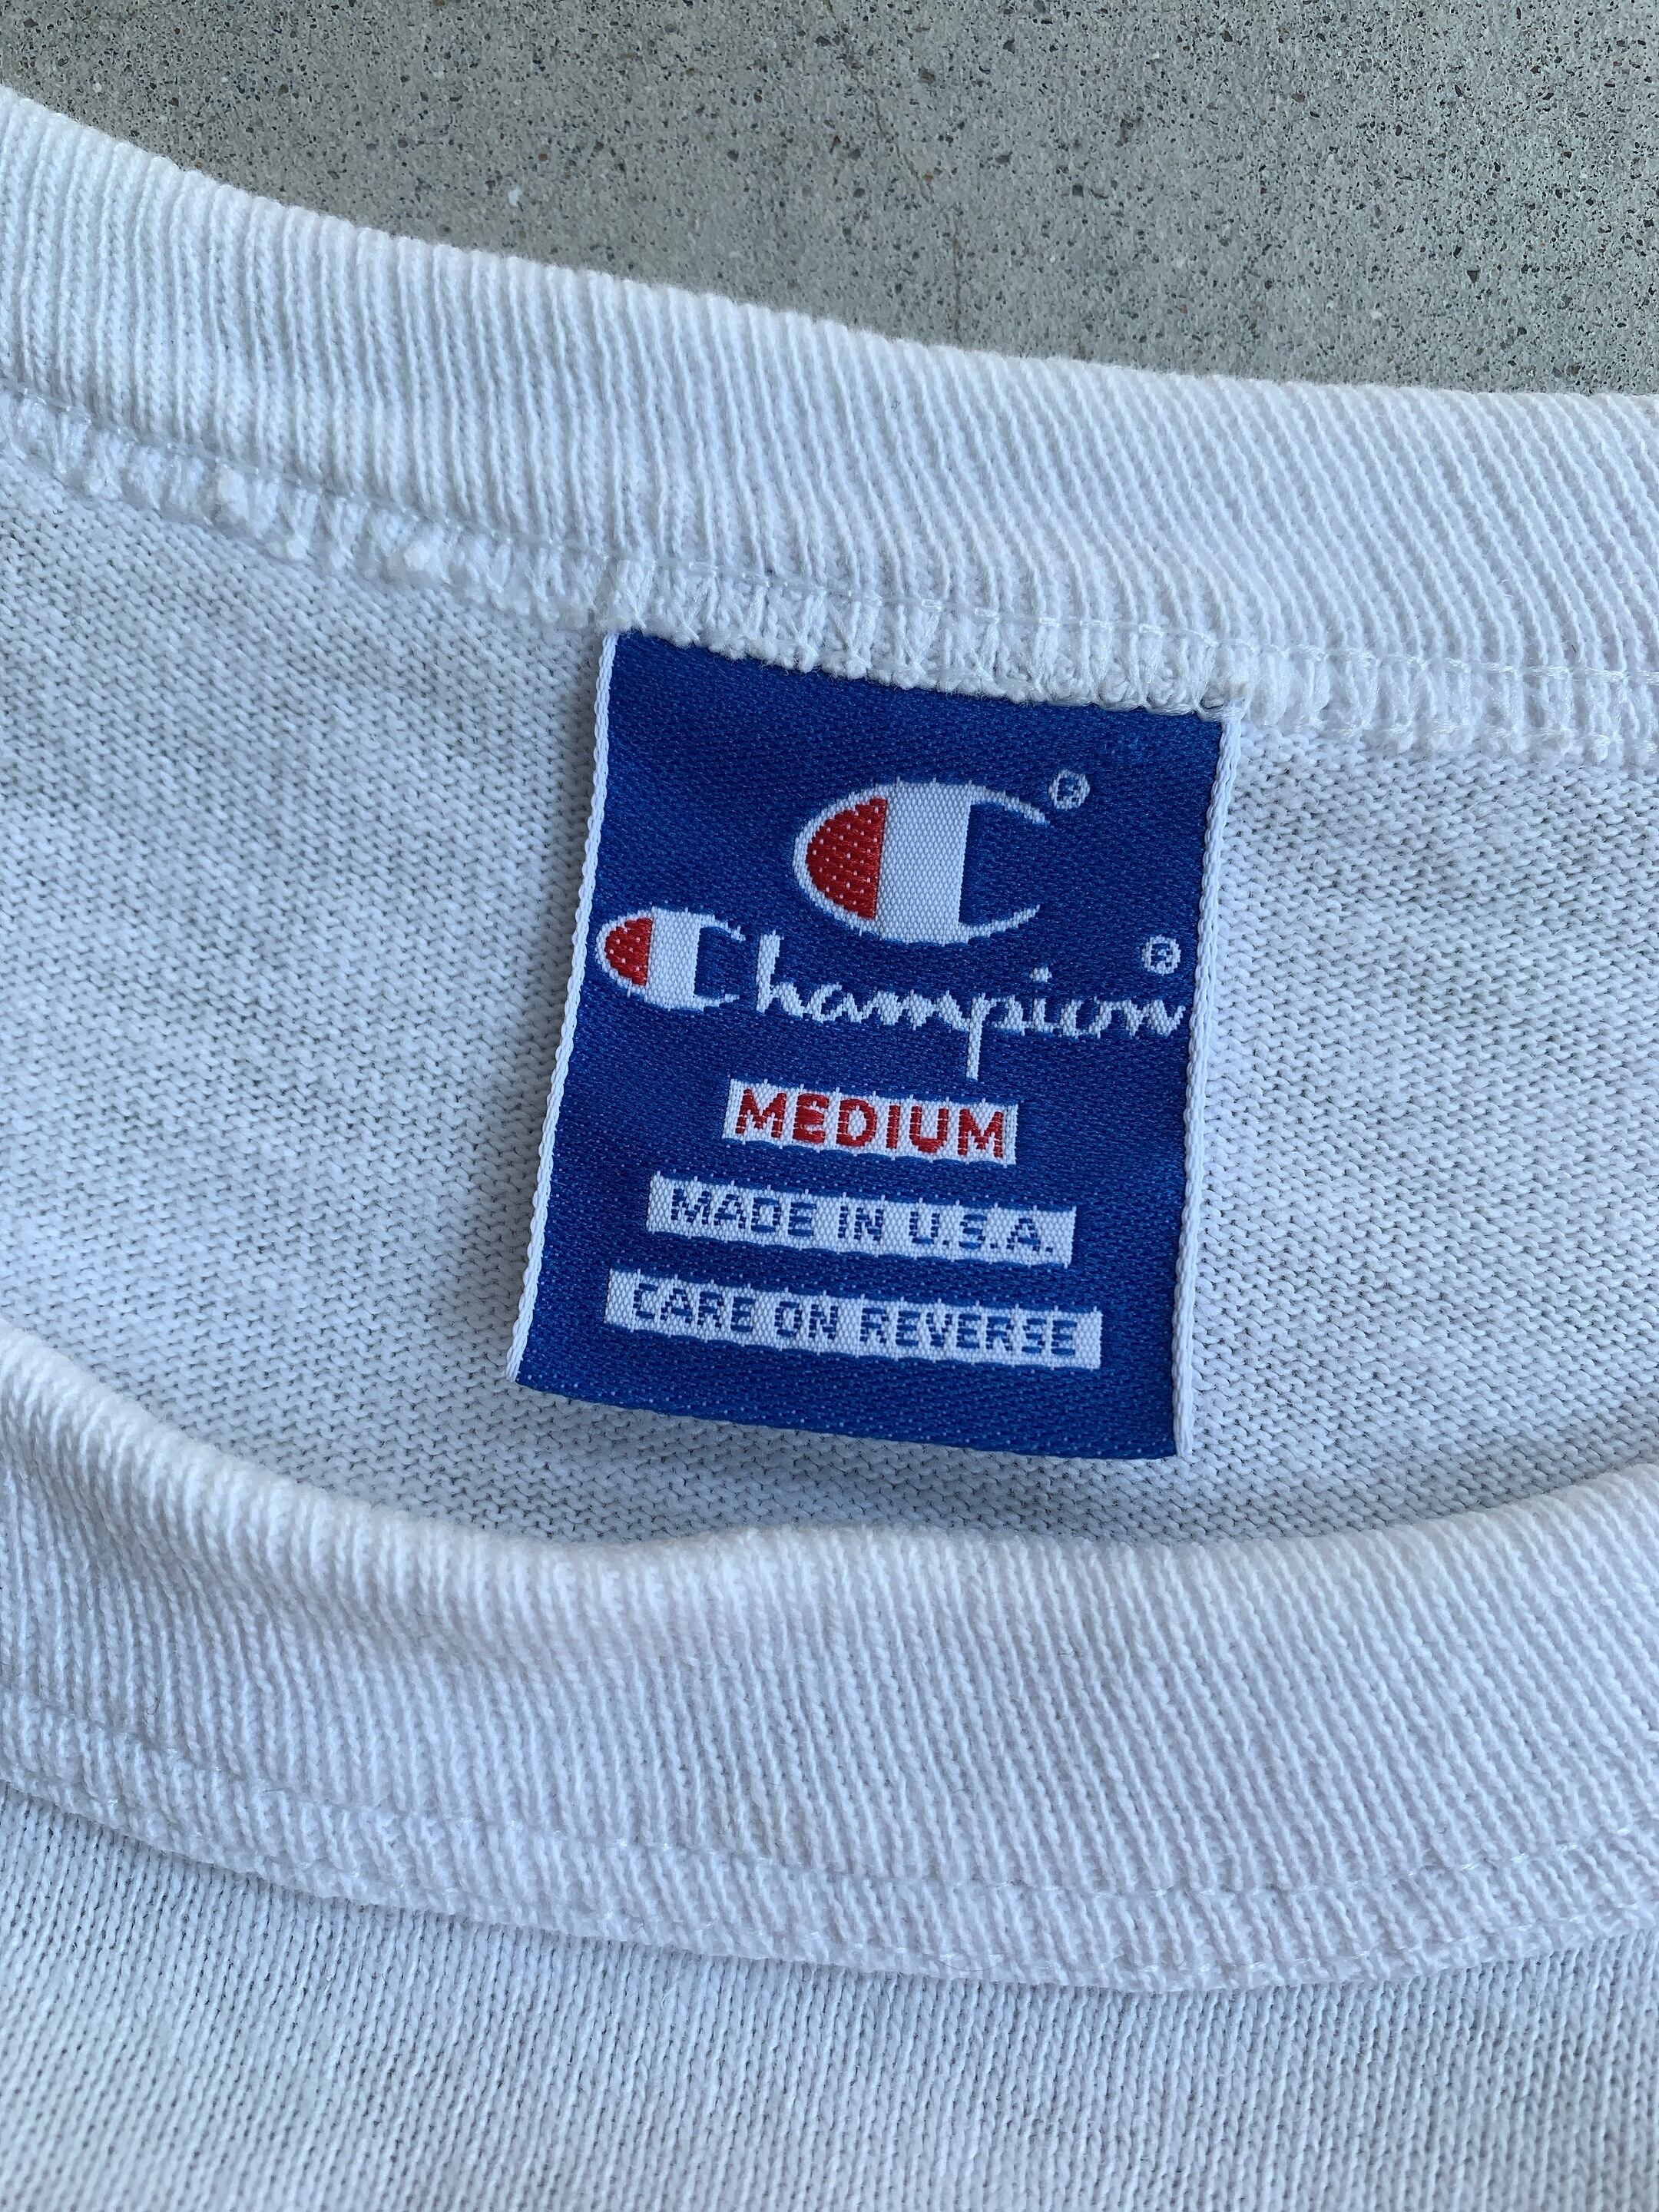 C®
Champion®
MEDIUM
MADE IN U.S.A.
CARE ON REVERSE